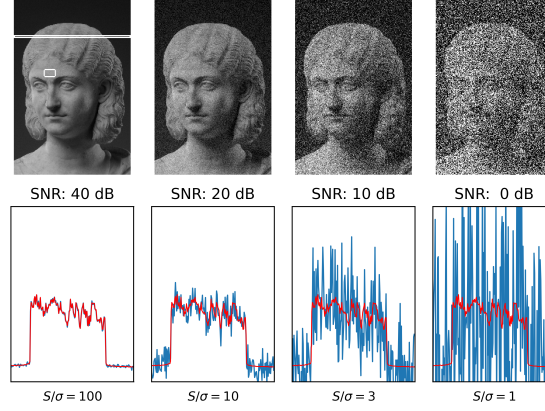 SNR: 40 dB
SNR: 20 dB
SNR: 10 dB
SNR: 0 dB
S/σ = 100
S/σ = 10
S/σ = 3
S/σ = 1